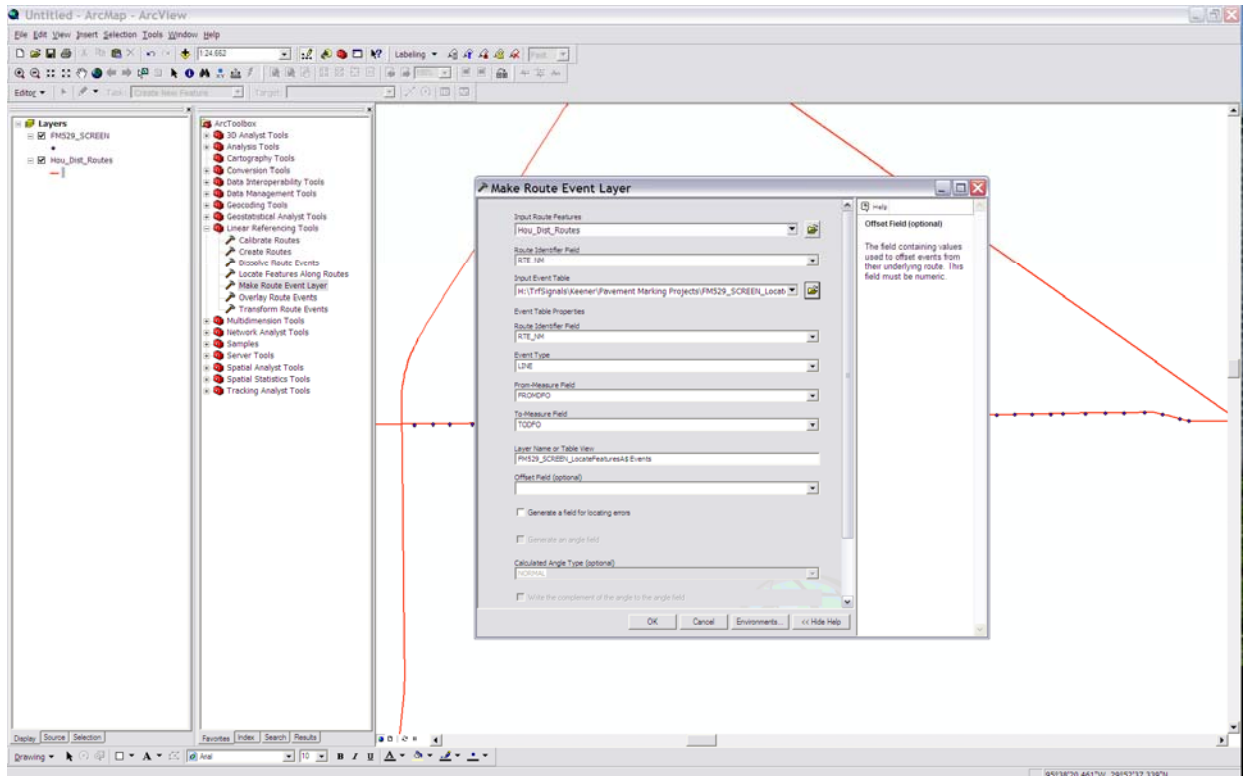 Untitled - ArcMap - ArcView
File Edit View Insert Selection Tools Window Help
1:24,662
Labeling
Fast
100%
Editor Task: Create New Feature Target:
Layers
FM529_SCREEN
Hou_Dist_Routes
Display Source Selection
ArcToolbox
3D Analyst Tools
Analysis Tools
Cartography Tools
Conversion Tools
Data Interoperability Tools
Data Management Tools
Geocoding Tools
Geostatistical Analyst Tools
Linear Referencing Tools
Calibrate Routes
Create Routes
Dissolve Route Events
Locate Features Along Routes
Make Route Event Layer
Overlay Route Events
Transform Route Events
Multidimension Tools
Network Analyst Tools
Samples
Server Tools
Spatial Analyst Tools
Spatial Statistics Tools
Tracking Analyst Tools
Favorites Index Search Results
Make Route Event Layer
Input Route Features
Hou_Dist_Routes
Route Identifier Field
RTE_NM
Input Event Table
H:\TrfSignals\Keener\Pavement Marking Projects\FM529_SCREEN_Locat
Event Table Properties
Route Identifier Field
RTE_NM
Event Type
LINE
From-Measure Field
FROMDFO
To-Measure Field
TODFO
Layer Name or Table View
FM529_SCREEN_LocateFeaturesA$ Events
Offset Field (optional)
Generate a field for locating errors
Generate an angle field
Calculated Angle Type (optional)
NORMAL
Write the complement of the angle to the angle field
OK Cancel Environments... << Hide Help
Help
Offset Field (optional)
The field containing values
used to offset events from
their underlying route. This
field must be numeric.
Drawing A Arial 10 B I U A
95°38'20.461"W 29°52'37.339"N